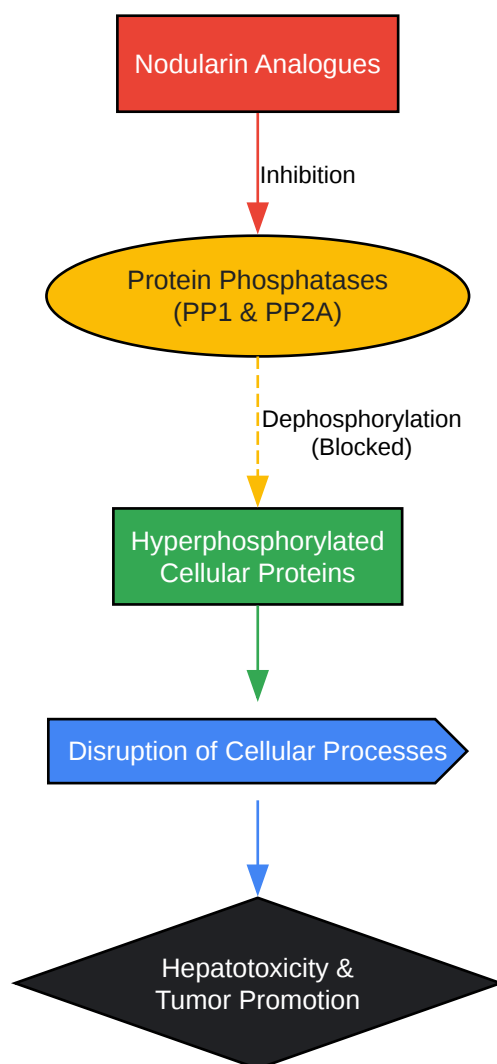 Nodularin Analogues
Inhibition
Protein Phosphatases
(PP1 & PP2A)
Dephosphorylation
(Blocked)
Hyperphosphorylated
Cellular Proteins
Disruption of Cellular Processes
Hepatotoxicity &
Tumor Promotion